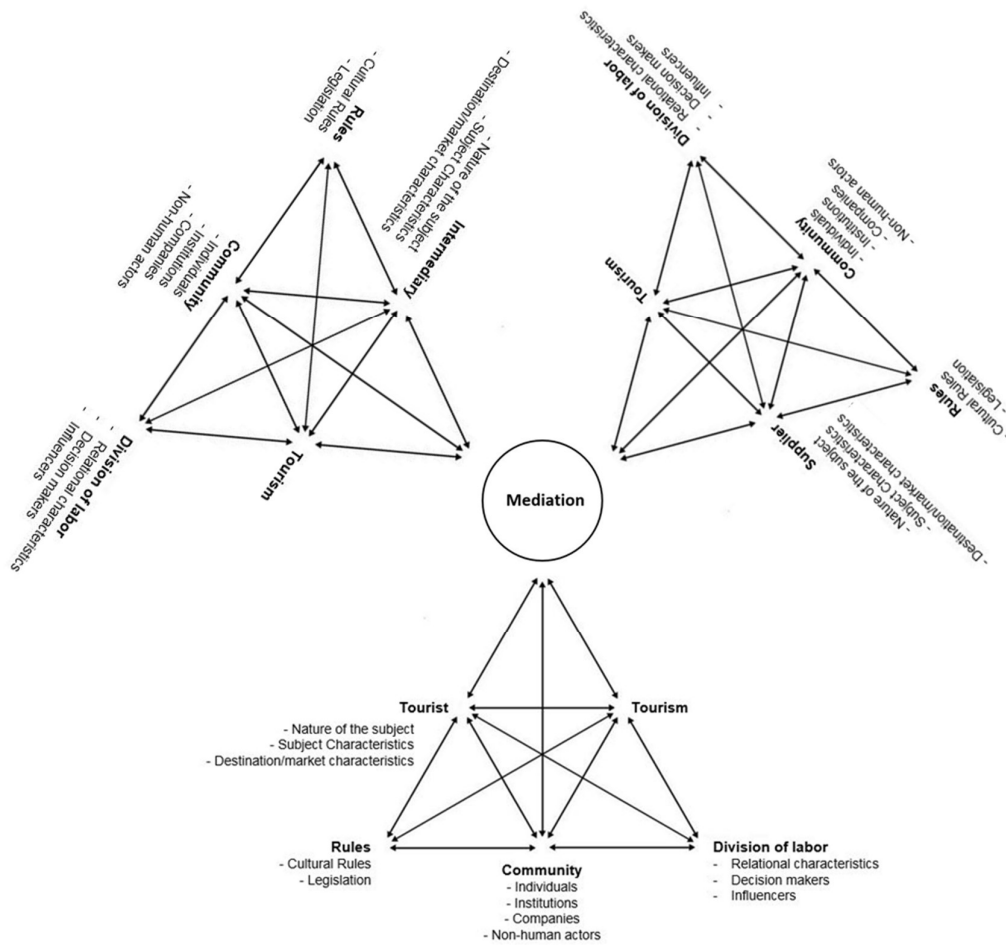 Rules
- Cultural Rules
- Legislation
Intermediary
- Nature of the subject
- Subject Characteristics
- Destination/market characteristics
Community
- Individuals
- Institutions
- Companies
- Non-human actors
Division of labor
- Relational characteristics
- Decision makers
- Influencers
Tourism
Division of labor
- Relational characteristics
- Decision makers
- Influencers
Community
- Individuals
- Institutions
- Companies
- Non-human actors
Tourism
Rules
- Cultural Rules
- Legislation
Supplier
- Nature of the subject
- Subject Characteristics
- Destination/market characteristics
Mediation
Tourist
- Nature of the subject
- Subject Characteristics
- Destination/market characteristics
Tourism
Rules
- Cultural Rules
- Legislation
Community
- Individuals
- Institutions
- Companies
- Non-human actors
Division of labor
- Relational characteristics
- Decision makers
- Influencers